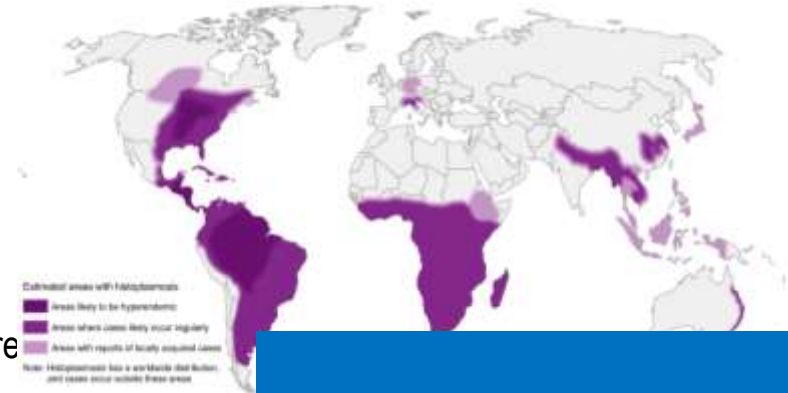 Estimated areas with histoplasmosis
Areas likely to be hyperendemic
Areas where cases likely occur regularly
re
Areas with reports of locally acquired cases
Note: Histoplasmosis has a worldwide distribution,
and cases occur outside these areas